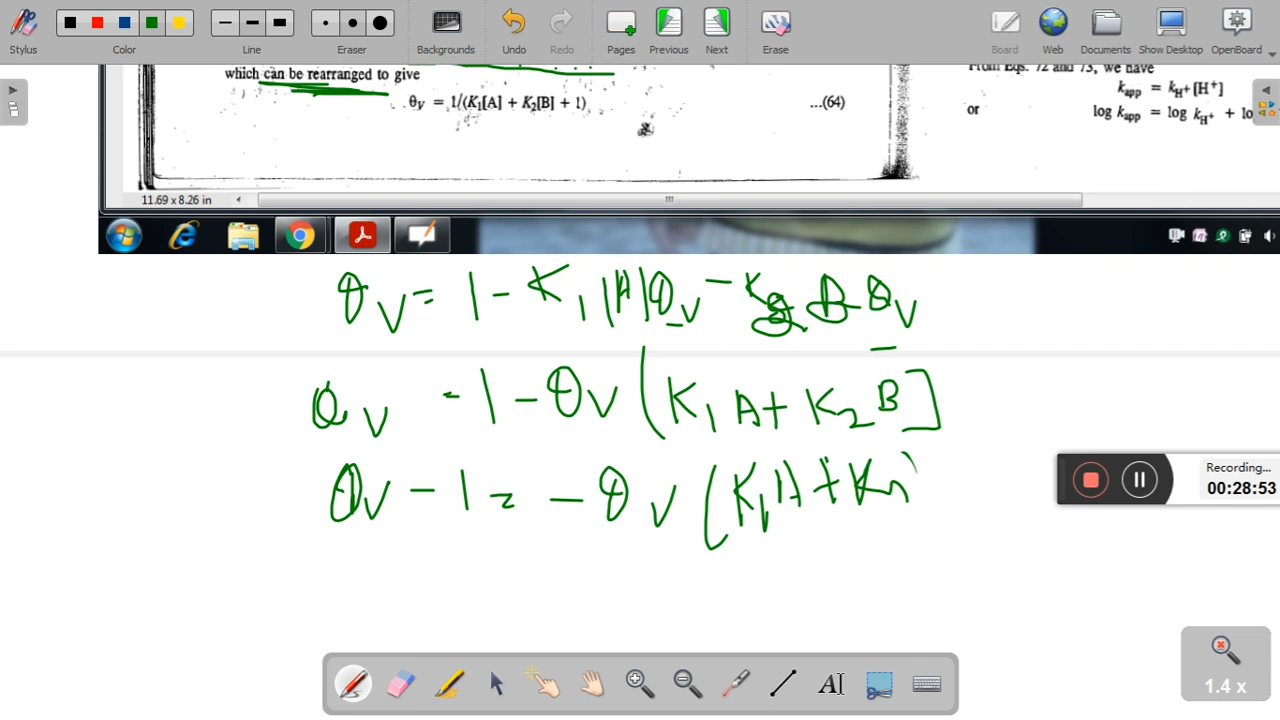 Stylus
Color
Line
Eraser
Backgrounds
Undo
Redo
Pages
Previous
Next
Erase
Board
Web
Documents
Show Desktop
OpenBoard
which can be rearranged to give
θV = 1/(K1[A] + K2[B] + 1) ...(64)
From Eqs. 72 and 73, we have
kapp = kH+[H+]
or log kapp = log kH+ + lo
11.69 x 8.26 in
θV = 1 - K1 [A] θV - K2 B θV
θV = 1 - θV (K1 A + K2 B]
θV - 1 = - θV (K1 A + K
Recording...
00:28:53
1.4 x